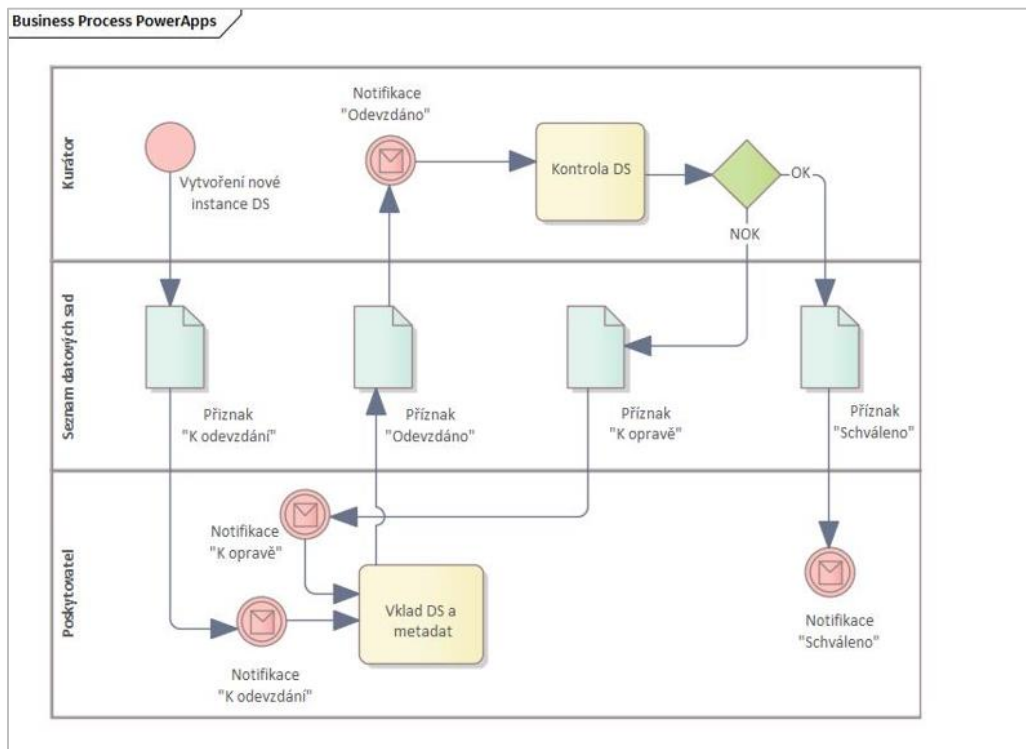 Business Process PowerApps
Kurátor
Vytvoření nové
instance DS
Notifikace
"Odevzdáno"
Kontrola DS
OK
NOK
Seznam datových sad
Přiznak
"K odevzdání"
Příznak
"Odevzdáno"
Příznak
"K opravě"
Příznak
"Schváleno"
Poskytovatel
Notifikace
"K opravě"
Notifikace
"K odevzdání"
Vklad DS a
metadat
Notifikace
"Schváleno"